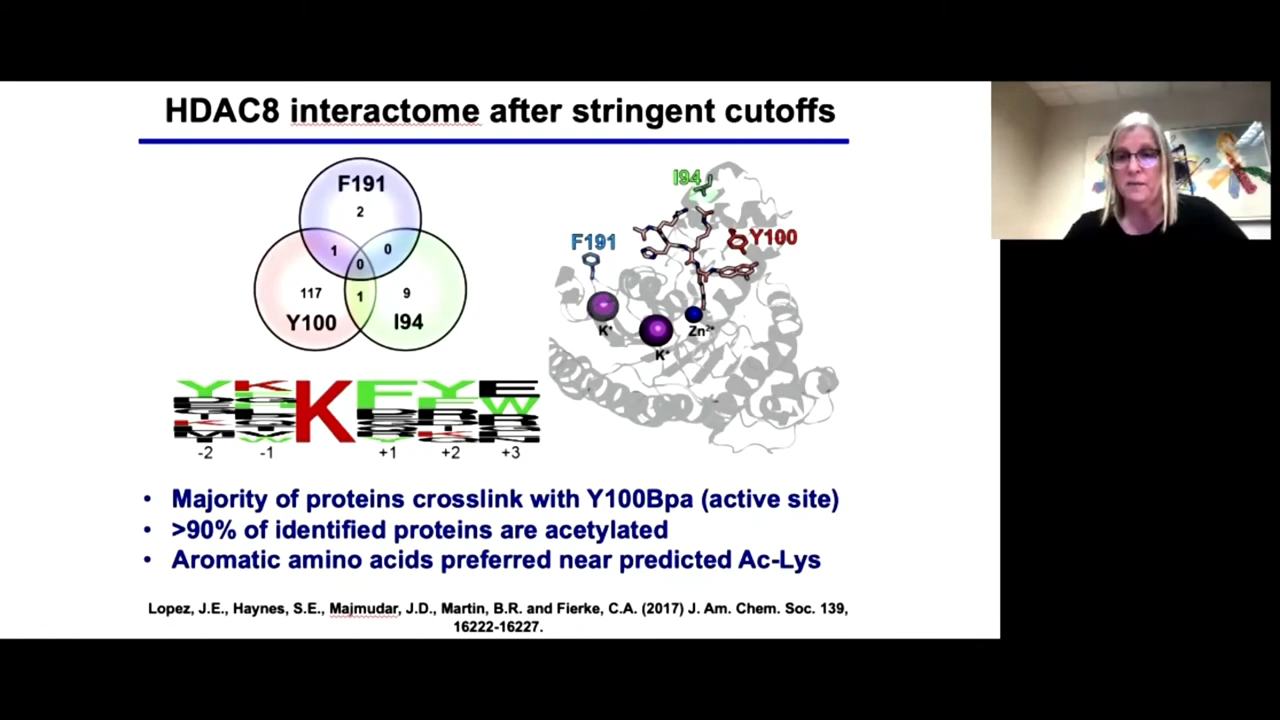 HDAC8 interactome after stringent cutoffs
F191
2
1
0
0
117
1
9
Y100
I94
I94
F191
Y100
K+
K+
Zn2+
K
-2
-1
+1
+2
+3
• Majority of proteins crosslink with Y100Bpa (active site)
• >90% of identified proteins are acetylated
• Aromatic amino acids preferred near predicted Ac-Lys
Lopez, J.E., Haynes, S.E., Majmudar, J.D., Martin, B.R. and Fierke, C.A. (2017) J. Am. Chem. Soc. 139,
16222-16227.